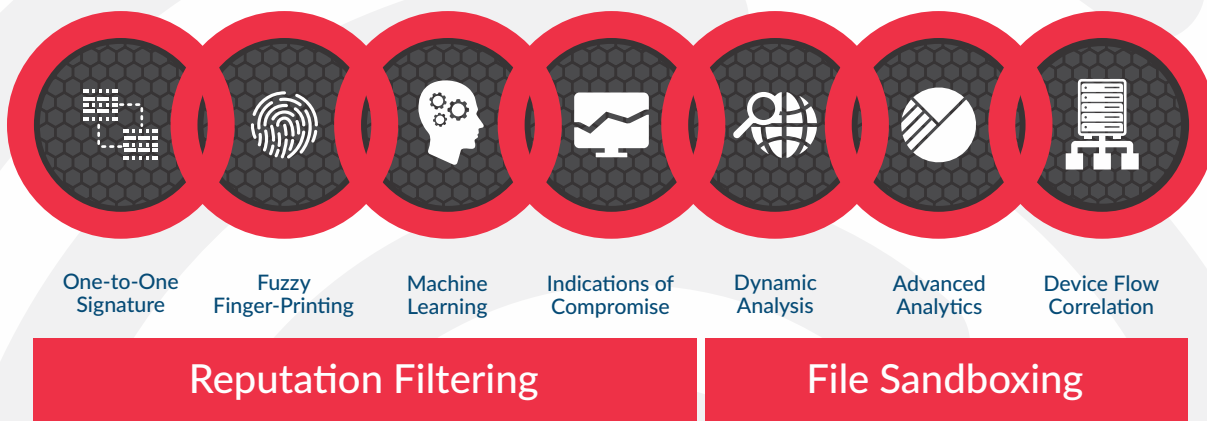 One-to-One
Signature
Fuzzy
Finger-Printing
Machine
Learning
Indications of
Compromise
Dynamic
Analysis
Advanced
Analytics
Device Flow
Correlation
Reputation Filtering
File Sandboxing